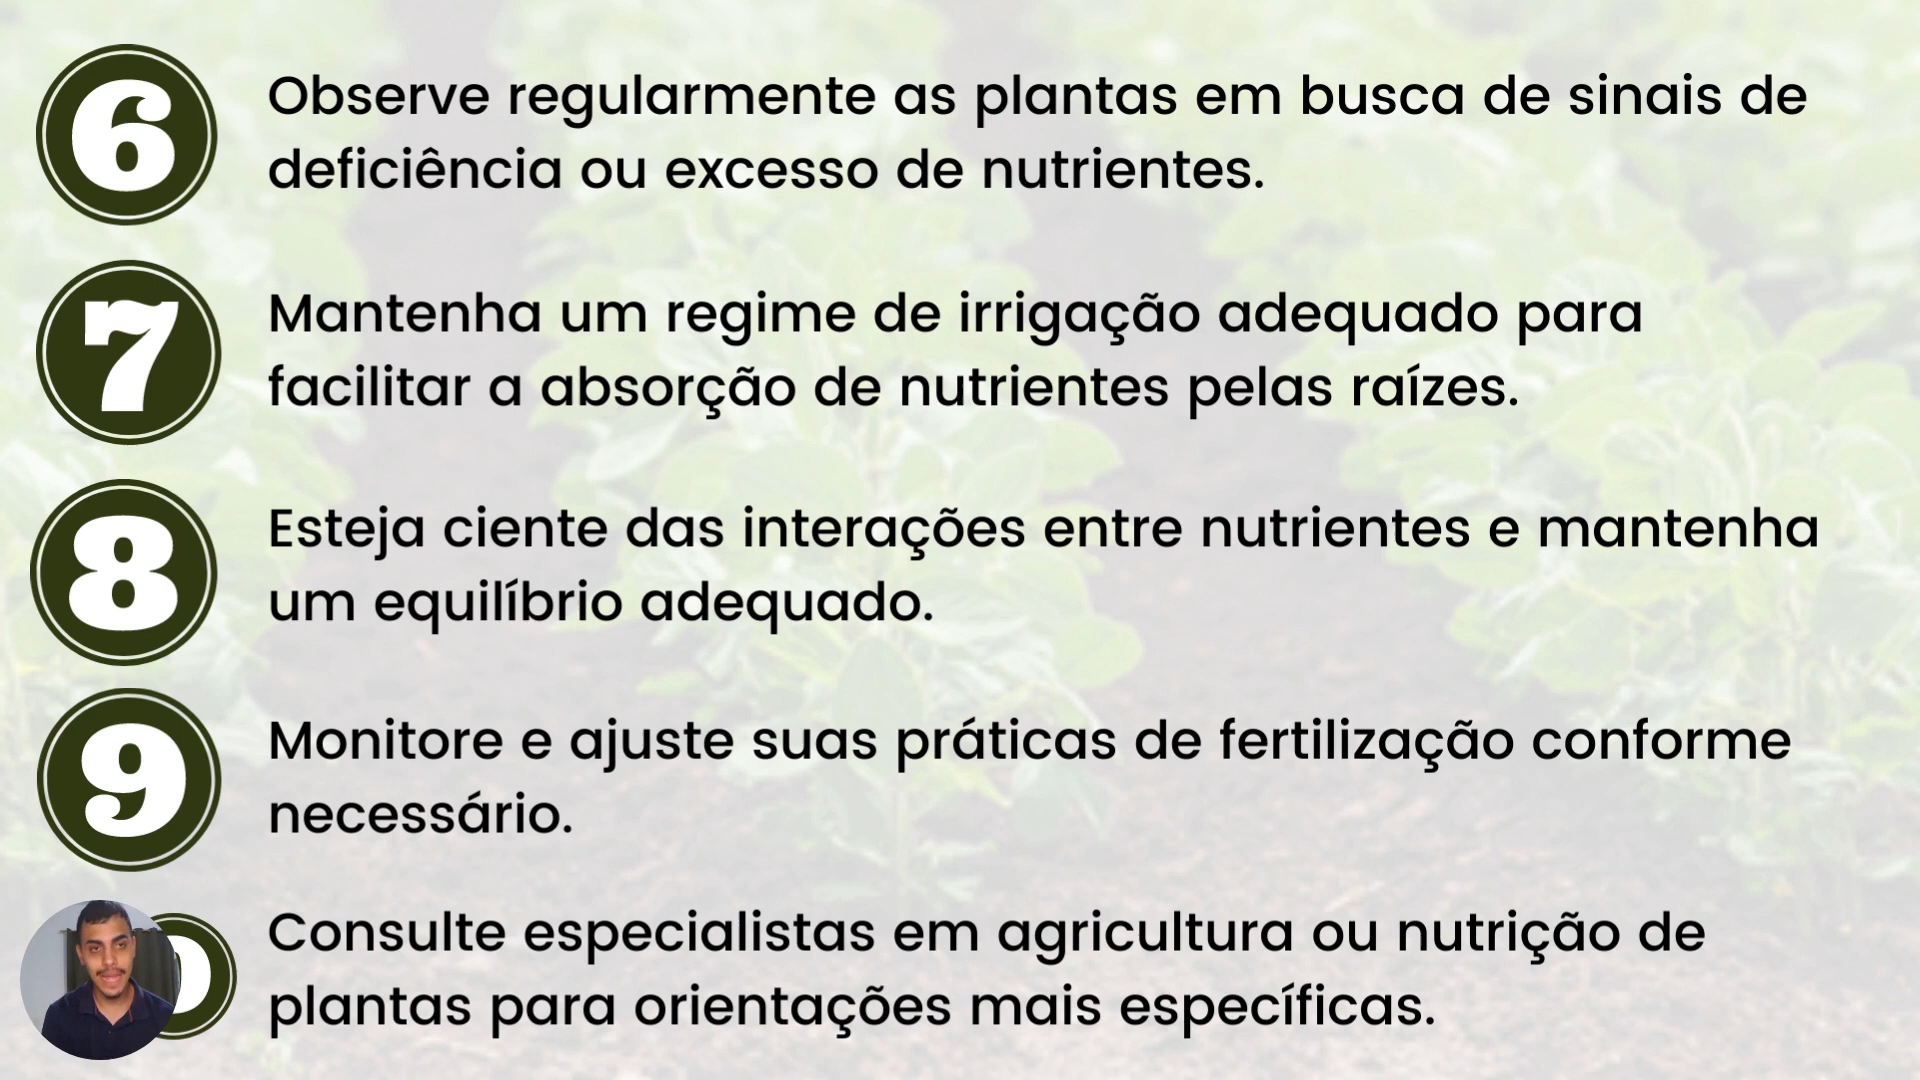 6
Observe regularmente as plantas em busca de sinais de
deficiência ou excesso de nutrientes.
7
Mantenha um regime de irrigação adequado para
facilitar a absorção de nutrientes pelas raízes.
8
Esteja ciente das interações entre nutrientes e mantenha
um equilíbrio adequado.
9
Monitore e ajuste suas práticas de fertilização conforme
necessário.
Consulte especialistas em agricultura ou nutrição de
plantas para orientações mais específicas.